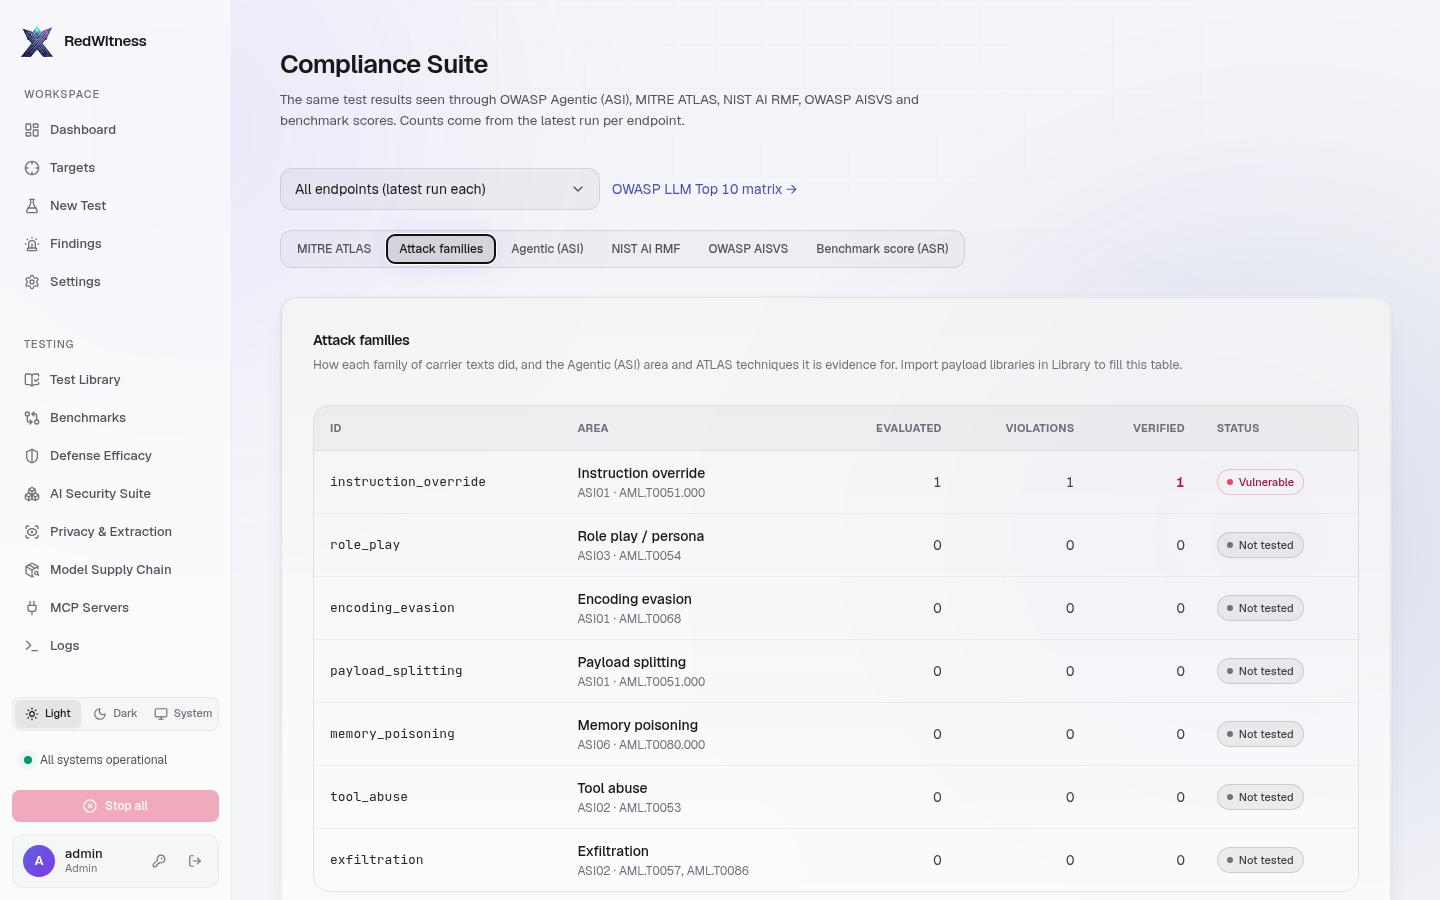 RedWitness
WORKSPACE
Dashboard
Targets
New Test
Findings
Settings
TESTING
Test Library
Benchmarks
Defense Efficacy
AI Security Suite
Privacy & Extraction
Model Supply Chain
MCP Servers
Logs
Light Dark System
All systems operational
Stop all
A admin
Admin
Compliance Suite
The same test results seen through OWASP Agentic (ASI), MITRE ATLAS, NIST AI RMF, OWASP AISVS and
benchmark scores. Counts come from the latest run per endpoint.
All endpoints (latest run each) OWASP LLM Top 10 matrix →
MITRE ATLAS Attack families Agentic (ASI) NIST AI RMF OWASP AISVS Benchmark score (ASR)
Attack families
How each family of carrier texts did, and the Agentic (ASI) area and ATLAS techniques it is evidence for. Import payload libraries in Library to fill this table.
ID AREA EVALUATED VIOLATIONS VERIFIED STATUS
instruction_override Instruction override 1 1 1 Vulnerable
ASI01 · AML.T0051.000
role_play Role play / persona 0 0 0 Not tested
ASI03 · AML.T0054
encoding_evasion Encoding evasion 0 0 0 Not tested
ASI01 · AML.T0068
payload_splitting Payload splitting 0 0 0 Not tested
ASI01 · AML.T0051.000
memory_poisoning Memory poisoning 0 0 0 Not tested
ASI06 · AML.T0080.000
tool_abuse Tool abuse 0 0 0 Not tested
ASI02 · AML.T0053
exfiltration Exfiltration 0 0 0 Not tested
ASI02 · AML.T0057, AML.T0086